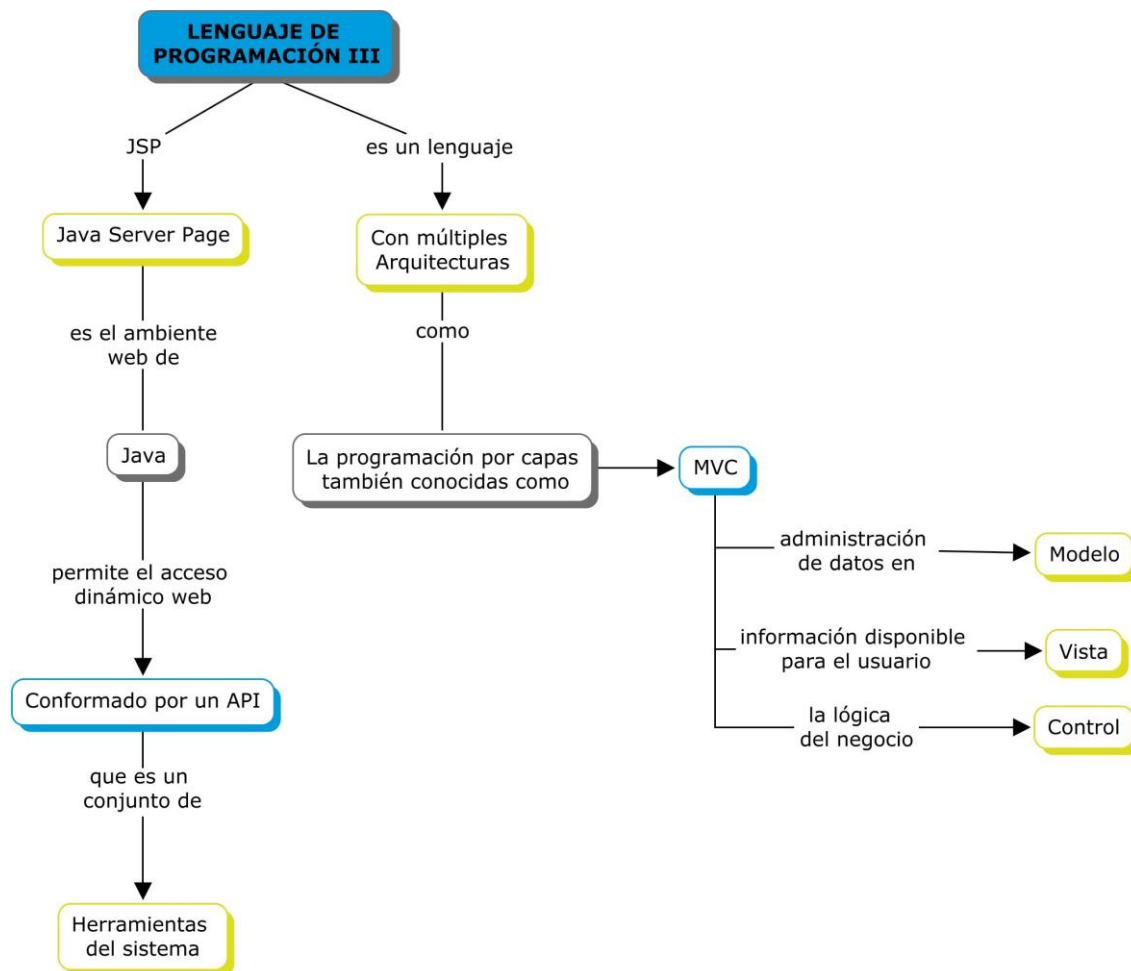 LENGUAJE DE
PROGRAMACIÓN III
JSP
es un lenguaje
Java Server Page
Con múltiples
Arquitecturas
es el ambiente
web de
como
Java
La programación por capas
también conocidas como
MVC
administración
de datos en
Modelo
permite el acceso
dinámico web
información disponible
para el usuario
Vista
Conformado por un API
la lógica
del negocio
Control
que es un
conjunto de
Herramientas
del sistema